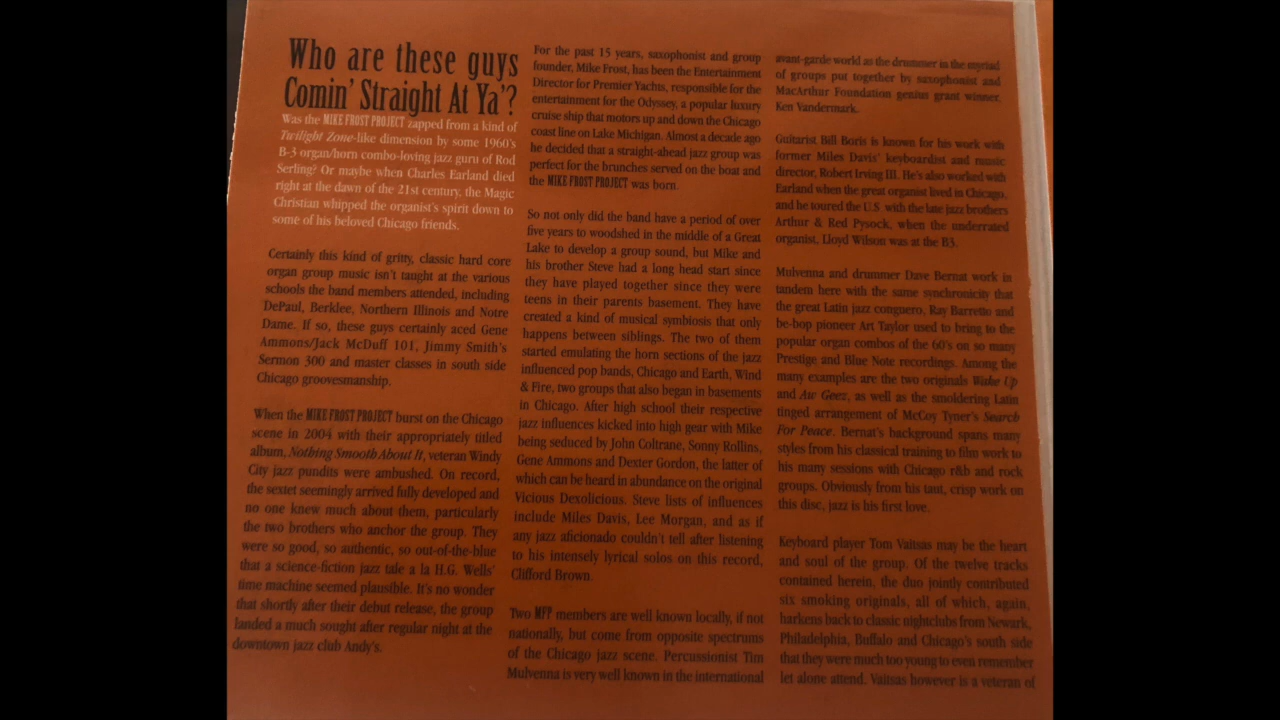 Who are these guys
Comin' Straight At Ya'?
Was the MIKE FROST PROJECT zapped from a kind of
Twilight Zone-like dimension by some 1960's
B-3 organ/horn combo-loving jazz guru of Rod
Serling? Or maybe when Charles Earland died
right at the dawn of the 21st century, the Magic
Christian whipped the organist's spirit down to
some of his beloved Chicago friends.
Certainly this kind of gritty, classic hard core
organ group music isn't taught at the various
schools the band members attended, including
DePaul, Berklee, Northern Illinois and Notre
Dame. If so, these guys certainly aced Gene
Ammons/Jack McDuff 101, Jimmy Smith's
Sermon 300 and master classes in south side
Chicago groovesmanship.
When the MIKE FROST PROJECT burst on the Chicago
scene in 2004 with their appropriately titled
album, Nothing Smooth About It, veteran Windy
City jazz pundits were ambushed. On record,
the sextet seemingly arrived fully developed and
no one knew much about them, particularly
the two brothers who anchor the group. They
were so good, so authentic, so out-of-the-blue
that a science-fiction jazz tale a la H.G. Wells'
time machine seemed plausible. It's no wonder
that shortly after their debut release, the group
landed a much sought after regular night at the
downtown jazz club Andy's.
For the past 15 years, saxophonist and group
founder, Mike Frost, has been the Entertainment
Director for Premier Yachts, responsible for the
entertainment for the Odyssey, a popular luxury
cruise ship that motors up and down the Chicago
coast line on Lake Michigan. Almost a decade ago
he decided that a straight-ahead jazz group was
perfect for the brunches served on the boat and
the MIKE FROST PROJECT was born.
So not only did the band have a period of over
five years to woodshed in the middle of a Great
Lake to develop a group sound, but Mike and
his brother Steve had a long head start since
they have played together since they were
teens in their parents basement. They have
created a kind of musical symbiosis that only
happens between siblings. The two of them
started emulating the horn sections of the jazz
influenced pop bands, Chicago and Earth, Wind
& Fire, two groups that also began in basements
in Chicago. After high school their respective
jazz influences kicked into high gear with Mike
being seduced by John Coltrane, Sonny Rollins,
Gene Ammons and Dexter Gordon, the latter of
which can be heard in abundance on the original
Vicious Dexolicious. Steve lists of influences
include Miles Davis, Lee Morgan, and as if
any jazz aficionado couldn't tell after listening
to his intensely lyrical solos on this record,
Clifford Brown.
Two MFP members are well known locally, if not
nationally, but come from opposite spectrums
of the Chicago jazz scene. Percussionist Tim
Mulvenna is very well known in the international
avant-garde world as the drummer in the myriad
of groups put together by saxophonist and
MacArthur Foundation genius grant winner,
Ken Vandermark.
Guitarist Bill Boris is known for his work with
former Miles Davis' keyboardist and music
director, Robert Irving III. He's also worked with
Earland when the great organist lived in Chicago,
and he toured the U.S. with the late jazz brothers
Arthur & Red Pysock, when the underrated
organist, Lloyd Wilson was at the B3.
Mulvenna and drummer Dave Bernat work in
tandem here with the same synchronicity that
the great Latin jazz conguero, Ray Barretto and
be-bop pioneer Art Taylor used to bring to the
popular organ combos of the 60's on so many
Prestige and Blue Note recordings. Among the
many examples are the two originals Wake Up
and Aw Geez, as well as the smoldering Latin
tinged arrangement of McCoy Tyner's Search
For Peace. Bernat's background spans many
styles from his classical training to film work to
his many sessions with Chicago r&b and rock
groups. Obviously from his taut, crisp work on
this disc, jazz is his first love.
Keyboard player Tom Vaitsas may be the heart
and soul of the group. Of the twelve tracks
contained herein, the duo jointly contributed
six smoking originals, all of which, again,
harkens back to classic nightclubs from Newark,
Philadelphia, Buffalo and Chicago's south side
that they were much too young to even remember
let alone attend. Vaitsas however is a veteran of